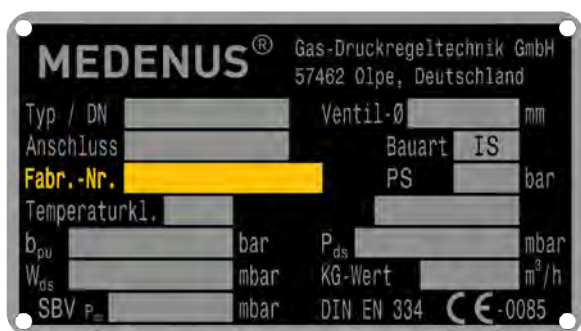 MEDENUS® Gas-Druckregeltechnik GmbH
57462 Olpe, Deutschland
Typ / DN Ventil-Ø mm
Anschluss Bauart IS
Fabr.-Nr. PS bar
Temperaturkl.
bpu bar Pds mbar
Wds mbar KG-Wert m³/h
SBV P= mbar DIN EN 334 CE-0085